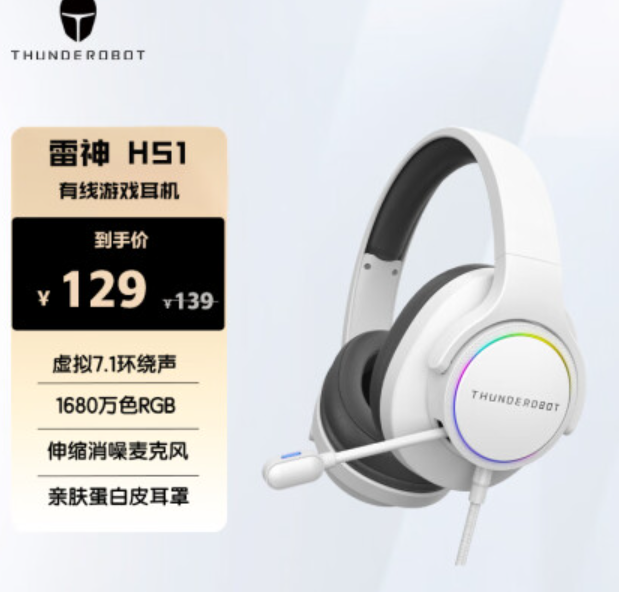 THUNDEROBOT
雷神 HS1
有线游戏耳机
到手价
¥ 129 ¥139
虚拟7.1环绕声
1680万色RGB
伸缩消噪麦克风
亲肤蛋白皮耳罩
THUNDEROBOT